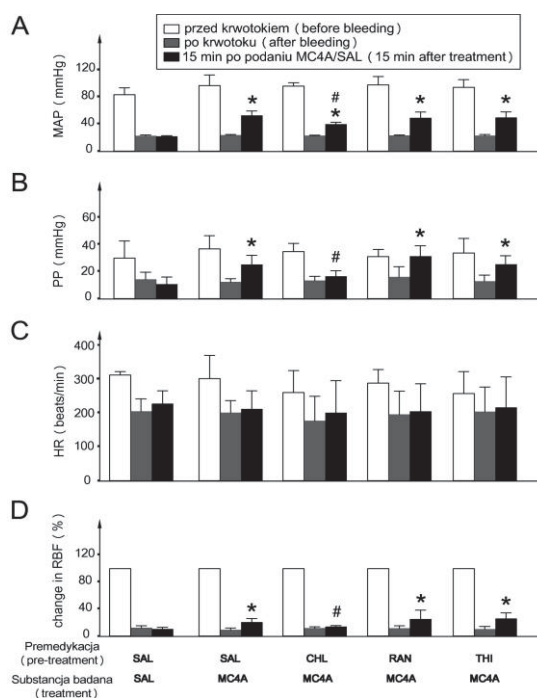 A
przed krwotokiem (before bleeding)
po krwotoku (after bleeding)
15 min po podaniu MC4A/SAL (15 min after treatment)
MAP (mmHg)
120
80
40
0
* # * * *
B
PP (mmHg)
60
40
20
0
* # * *
C
HR (beats/min)
400
300
200
100
0
D
change in RBF (%)
120
80
40
0
* # * *
Premedykacja
(pre-treatment) SAL SAL CHL RAN THI
Substancja badana
(treatment) SAL MC4A MC4A MC4A MC4A